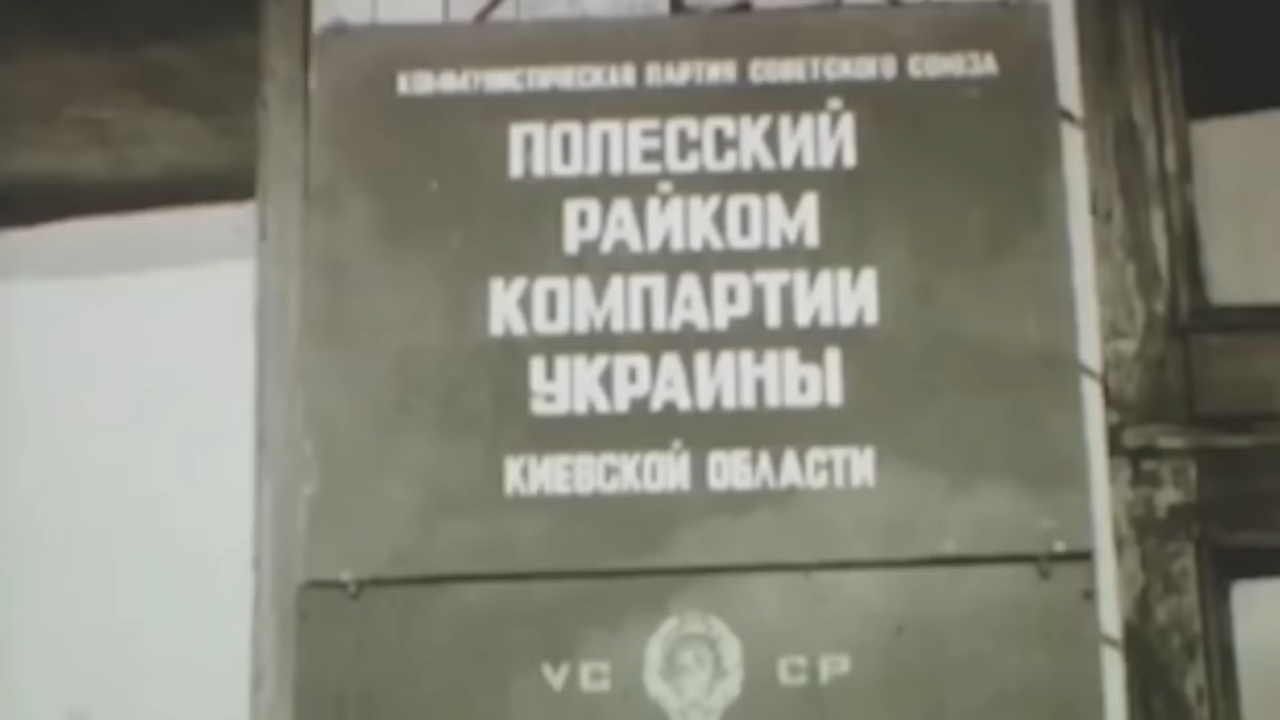 КОММУНИСТИЧЕСКАЯ ПАРТИЯ СОВЕТСКОГО СОЮЗА
ПОЛЕССКИЙ
РАЙКОМ
КОМПАРТИИ
УКРАИНЫ
КИЕВСКОЙ ОБЛАСТИ
УС СР